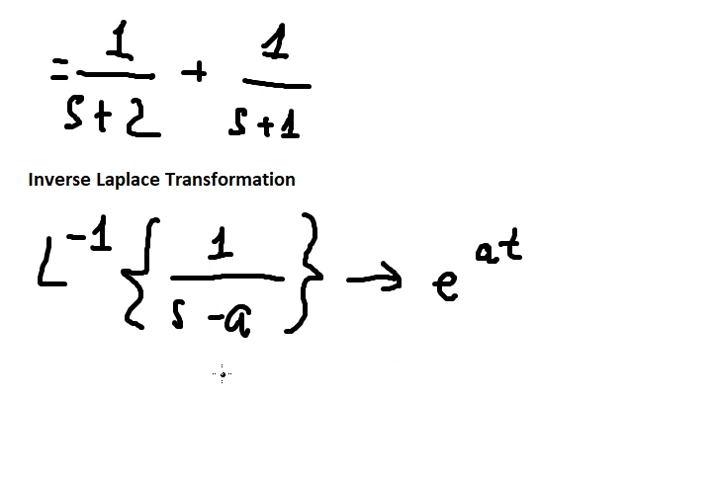 = 1/(s+2) + 1/(s+1)
Inverse Laplace Transformation
L^-1 { 1/(s-a) } → e^at